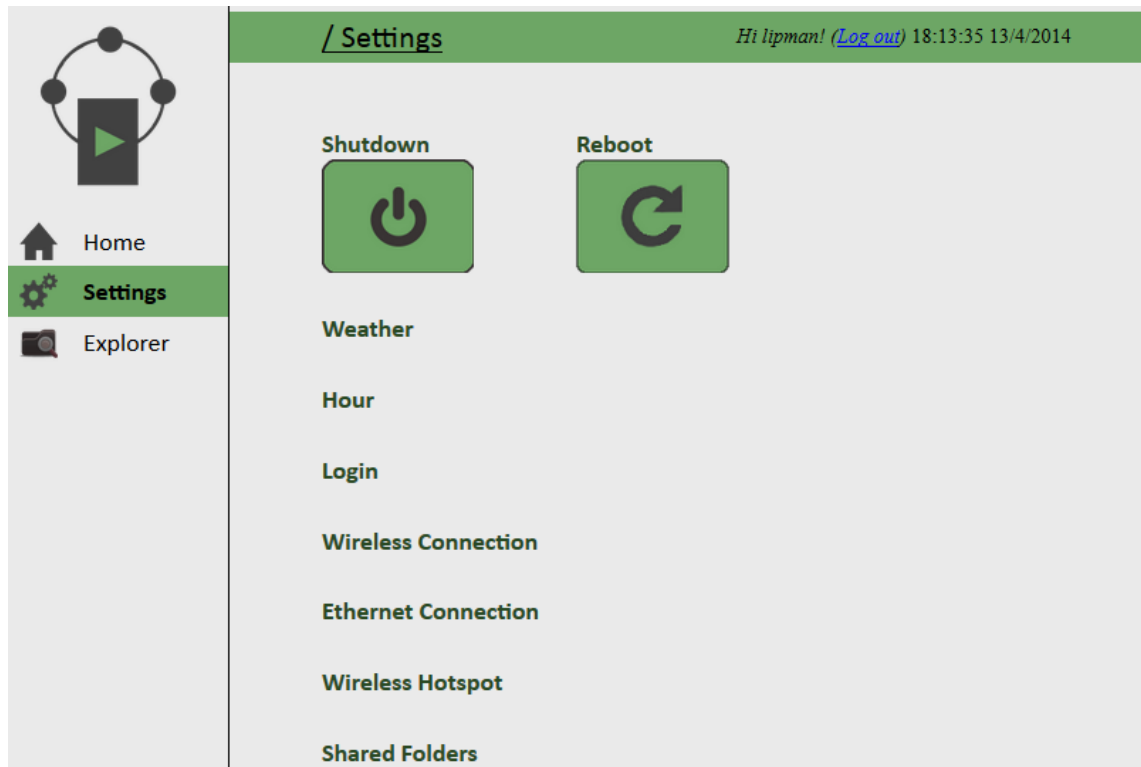 / Settings
Hi lipman! (Log out) 18:13:35 13/4/2014
Home
Settings
Explorer
Shutdown
Reboot
Weather
Hour
Login
Wireless Connection
Ethernet Connection
Wireless Hotspot
Shared Folders